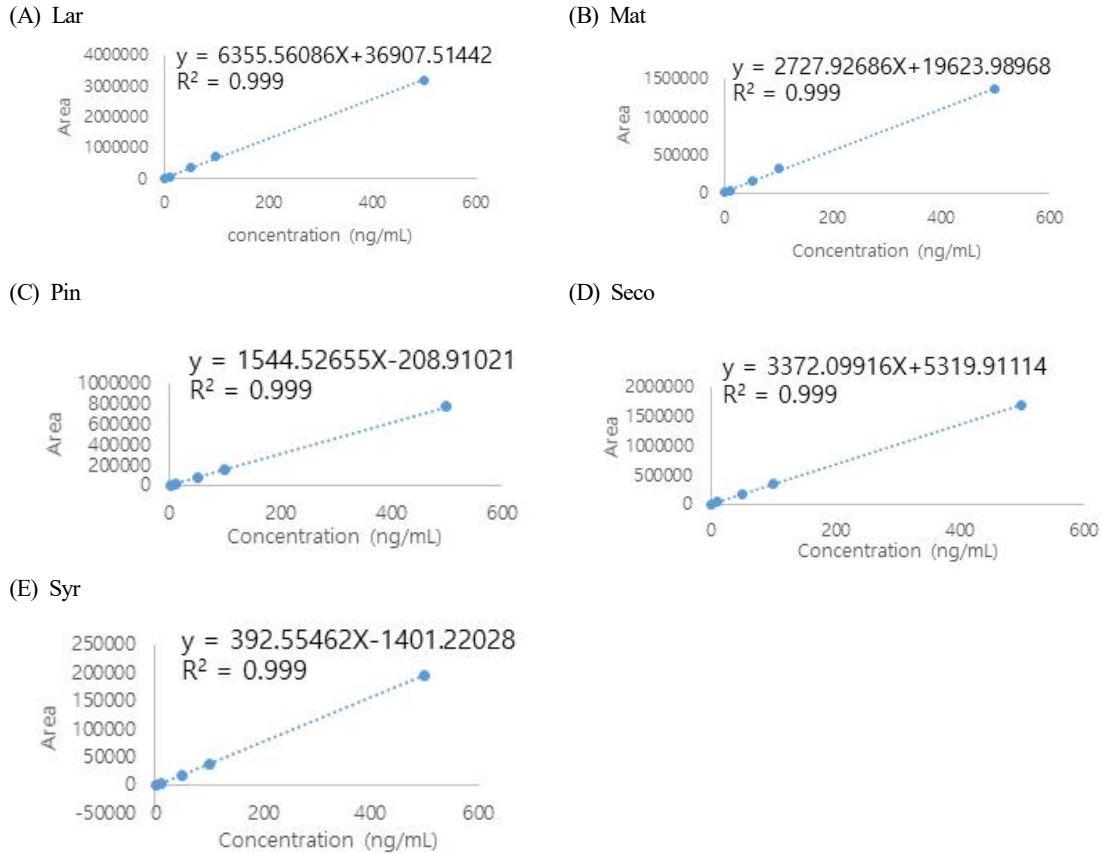 (A) Lar
y = 6355.56086X+36907.51442
R² = 0.999
4000000
3000000
2000000
1000000
0
Area
0 200 400 600
concentration (ng/mL)
(B) Mat
y = 2727.92686X+19623.98968
R² = 0.999
1500000
1000000
500000
0
Area
0 200 400 600
Concentration (ng/mL)
(C) Pin
y = 1544.52655X-208.91021
R² = 0.999
1000000
800000
600000
400000
200000
0
Area
0 200 400 600
Concentration (ng/mL)
(D) Seco
y = 3372.09916X+5319.91114
R² = 0.999
2000000
1500000
1000000
500000
0
Area
0 200 400 600
Concentration (ng/mL)
(E) Syr
y = 392.55462X-1401.22028
R² = 0.999
250000
200000
150000
100000
50000
0
-50000
Area
0 200 400 600
Concentration (ng/mL)